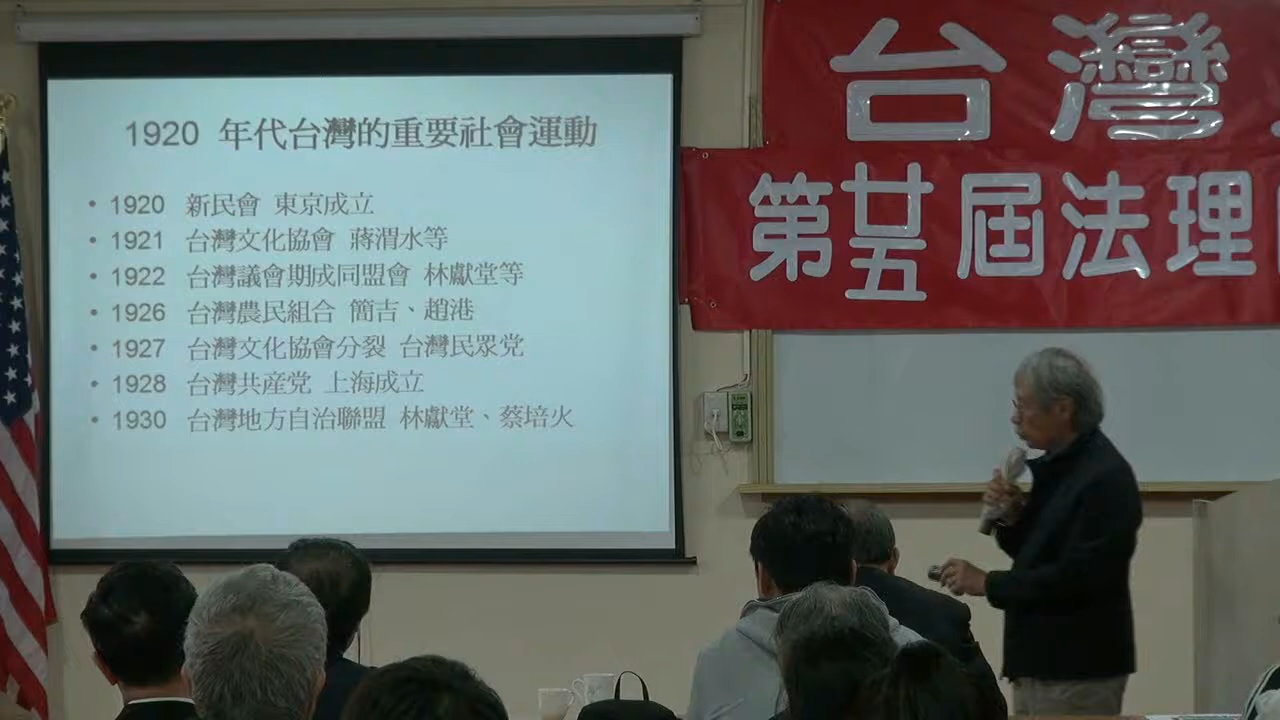 1920 年代台灣的重要社會運動
• 1920 新民會 東京成立
• 1921 台灣文化協會 蔣渭水等
• 1922 台灣議會期成同盟會 林獻堂等
• 1926 台灣農民組合 簡吉、趙港
• 1927 台灣文化協會分裂 台灣民眾党
• 1928 台灣共產党 上海成立
• 1930 台灣地方自治聯盟 林獻堂、蔡培火
台灣
第廿五屆法理